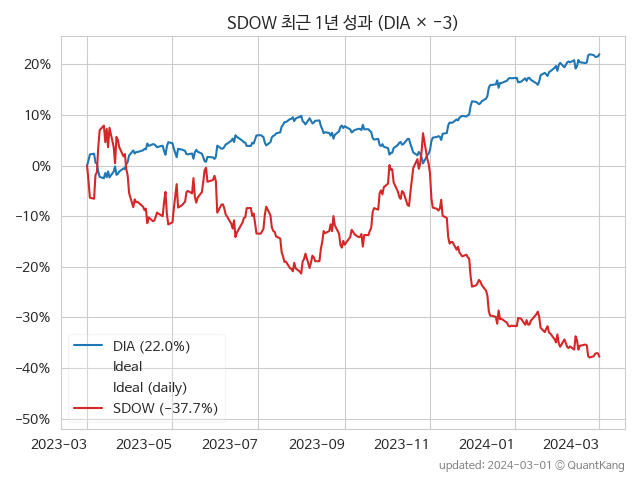 SDOW 최근 1년 성과 (DIA × −3)
20%
10%
0%
−10%
−20%
−30%
−40%
−50%
DIA (22.0%)
Ideal
Ideal (daily)
SDOW (−37.7%)
2023−03 2023−05 2023−07 2023−09 2023−11 2024−01 2024−03
updated: 2024−03−01 © QuantKang